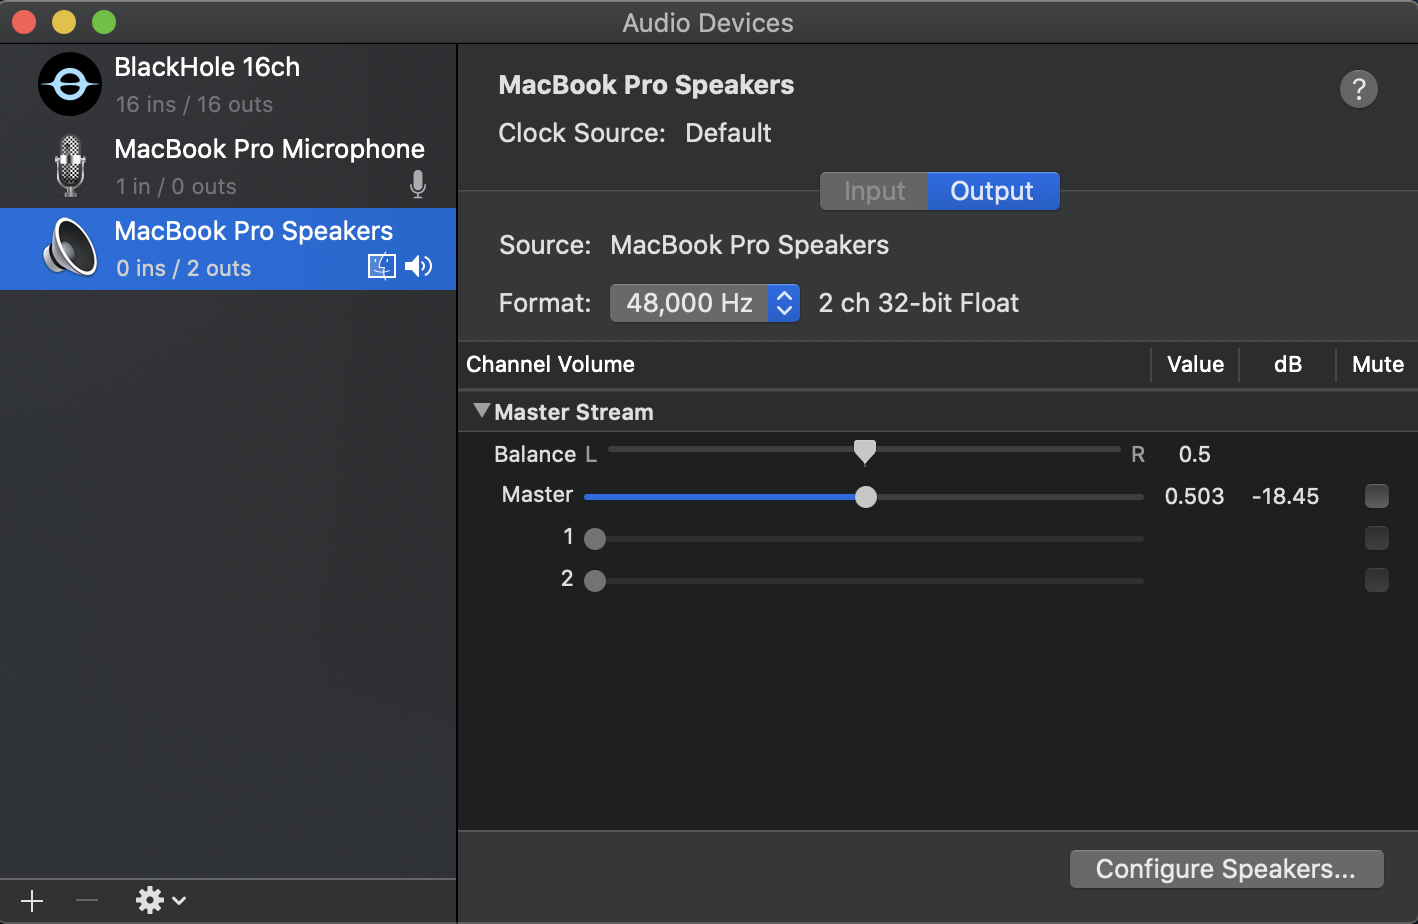 Audio Devices
BlackHole 16ch
16 ins / 16 outs
MacBook Pro Microphone
1 in / 0 outs
MacBook Pro Speakers
0 ins / 2 outs
MacBook Pro Speakers
?
Clock Source: Default
Input Output
Source: MacBook Pro Speakers
Format: 48,000 Hz 2 ch 32-bit Float
Channel Volume Value dB Mute
Master Stream
Balance L R 0.5
Master 0.503 -18.45
1
2
Configure Speakers...